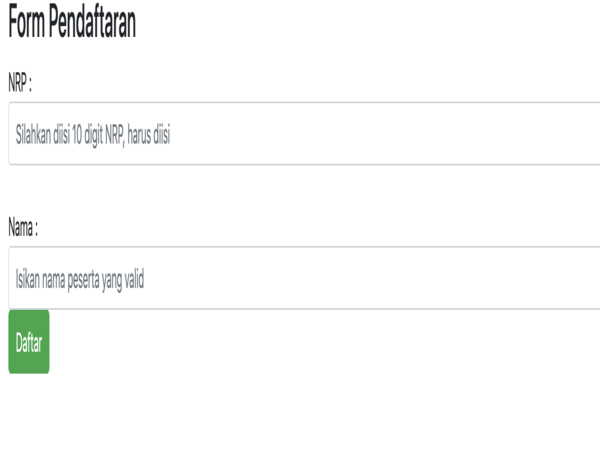 Form Pendaftaran
NRP :
Silahkan diisi 10 digit NRP, harus diisi
Nama :
Isikan nama peserta yang valid
Daftar